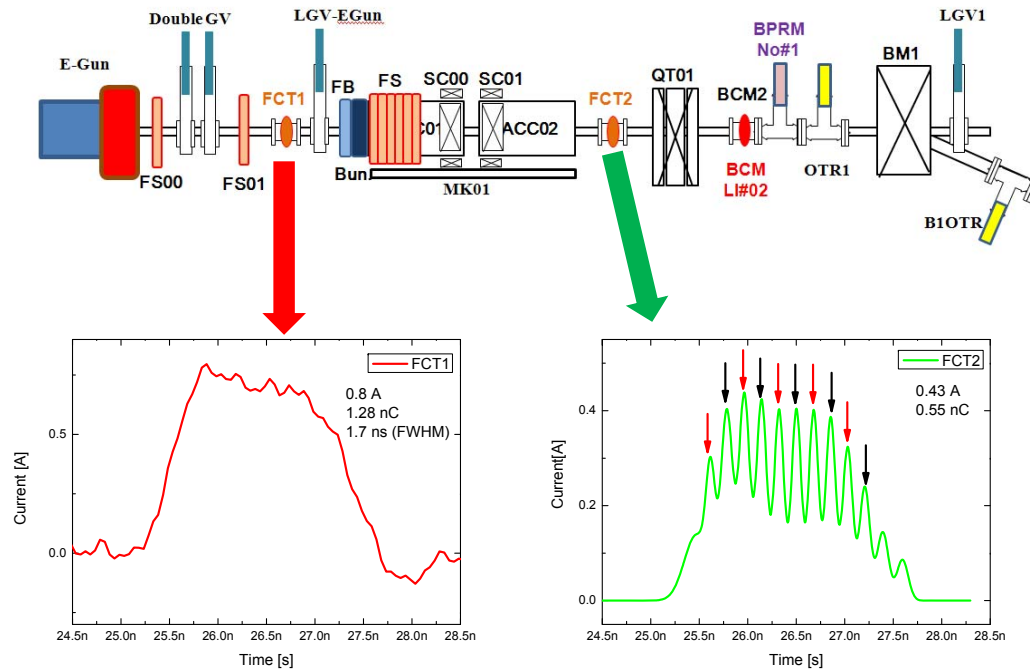 E-Gun
FS00
Double GV
FS01
FCT1
LGV-EGun
FB
Bun.
FS
C01
SC00
SC01
ACC02
MK01
FCT2
QT01
BCM2
BCM
LI#02
BPRM
No#1
OTR1
BM1
LGV1
B1OTR
FCT1
0.8 A
1.28 nC
1.7 ns (FWHM)
Current [A]
0.5
0.0
24.5n 25.0n 25.5n 26.0n 26.5n 27.0n 27.5n 28.0n 28.5n
Time [s]
FCT2
0.43 A
0.55 nC
Current[A]
0.4
0.2
0.0
24.5n 25.0n 25.5n 26.0n 26.5n 27.0n 27.5n 28.0n 28.5n
Time [s]